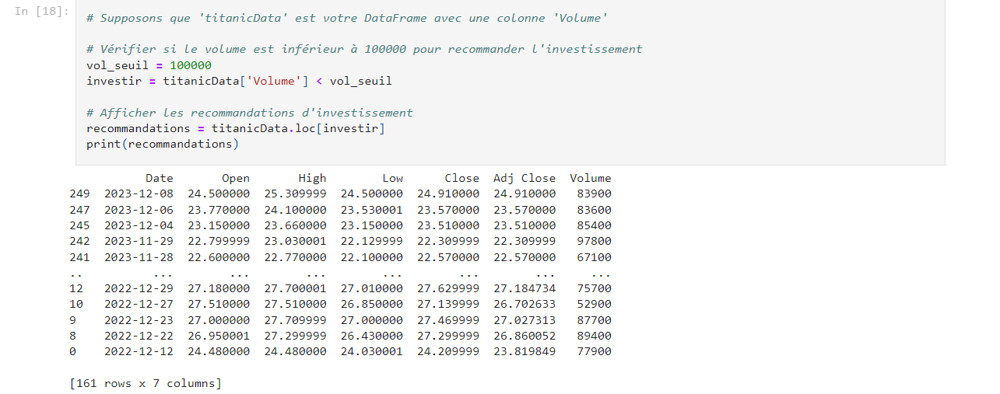 In [18]:
# Supposons que 'titanicData' est votre DataFrame avec une colonne 'Volume'
# Vérifier si le volume est inférieur à 100000 pour recommander l'investissement
vol_seuil = 100000
investir = titanicData['Volume'] < vol_seuil
# Afficher les recommandations d'investissement
recommandations = titanicData.loc[investir]
print(recommandations)
Date Open High Low Close Adj Close Volume
249 2023-12-08 24.500000 25.309999 24.500000 24.910000 24.910000 83900
247 2023-12-06 23.770000 24.100000 23.530001 23.570000 23.570000 83600
245 2023-12-04 23.150000 23.660000 23.150000 23.510000 23.510000 85400
242 2023-11-29 22.799999 23.030001 22.129999 22.309999 22.309999 97800
241 2023-11-28 22.600000 22.770000 22.100000 22.570000 22.570000 67100
.. ... ... ... ... ... ... ...
12 2022-12-29 27.180000 27.700001 27.010000 27.629999 27.184734 75700
10 2022-12-27 27.510000 27.510000 26.850000 27.139999 26.702633 52900
9 2022-12-23 27.000000 27.709999 27.000000 27.469999 27.027313 87700
8 2022-12-22 26.950001 27.299999 26.430000 27.299999 26.860052 89400
0 2022-12-12 24.480000 24.480000 24.030001 24.209999 23.819849 77900
[161 rows x 7 columns]